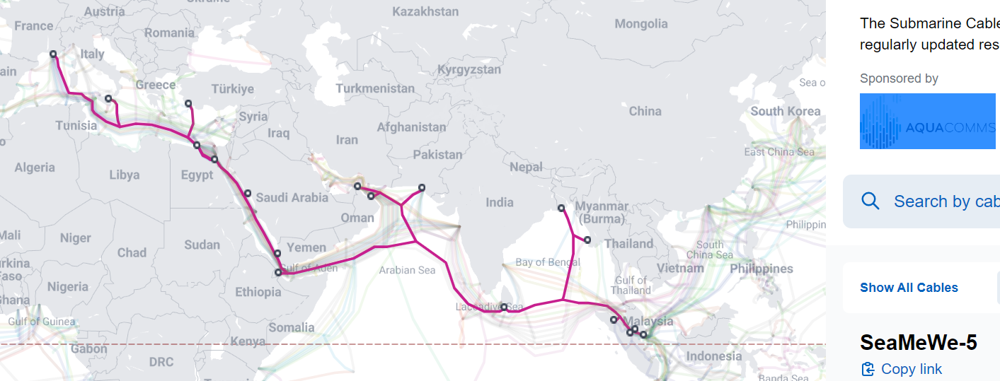 Austria
Ukraine
Kazakhstan
Mongolia
France
Romania
Italy
ain
Kyrgyzstan
Greece
Türkiye
Turkmenistan
Sea o
Syria
China
South Korea
Tunisia
Afghanistan
Iraq
Iran
Pakistan
East China Sea
Algeria
Libya
Egypt
Nepal
Saudi Arabia
India
Myanmar
(Burma)
Oman
Philippin
Mali
Niger
Chad
Sudan
Yemen
Thailand
South
China Sea
urkina
Faso
Gulf of Aden
Arabian Sea
Bay of Bengal
Vietnam
Philippines
Nigeria
Ethiopia
Gulf of
Thailand
Ghana
Laccadive Sea
Gulf of Guinea
Somalia
Malaysia
Kenya
Gabon
DRC
Indonesia
Banda Sea
The Submarine Cable
regularly updated res
Sponsored by
AQUACOMMS
Search by cab
Show All Cables
SeaMeWe-5
Copy link